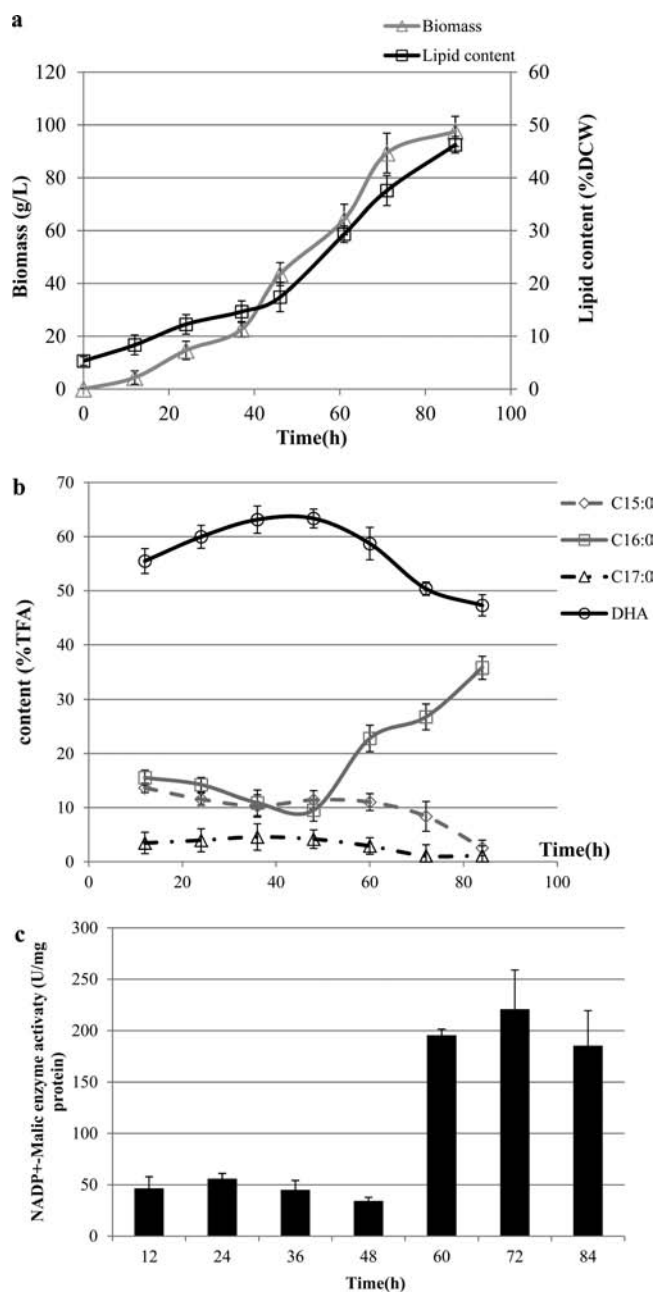 a
Biomass
Lipid content
120
100
80
60
40
20
0
60
50
40
30
20
10
0
Biomass (g/L)
Lipid content (%DCW)
0 20 40 60 80 100
Time(h)
b
70
60
50
40
30
20
10
0
content (%TFA)
C15:0
C16:0
C17:0
DHA
Time(h)
0 20 40 60 80 100
c
300
250
200
150
100
50
0
NADP+-Malic enzyme activaty (U/mg
protein)
12 24 36 48 60 72 84
Time(h)